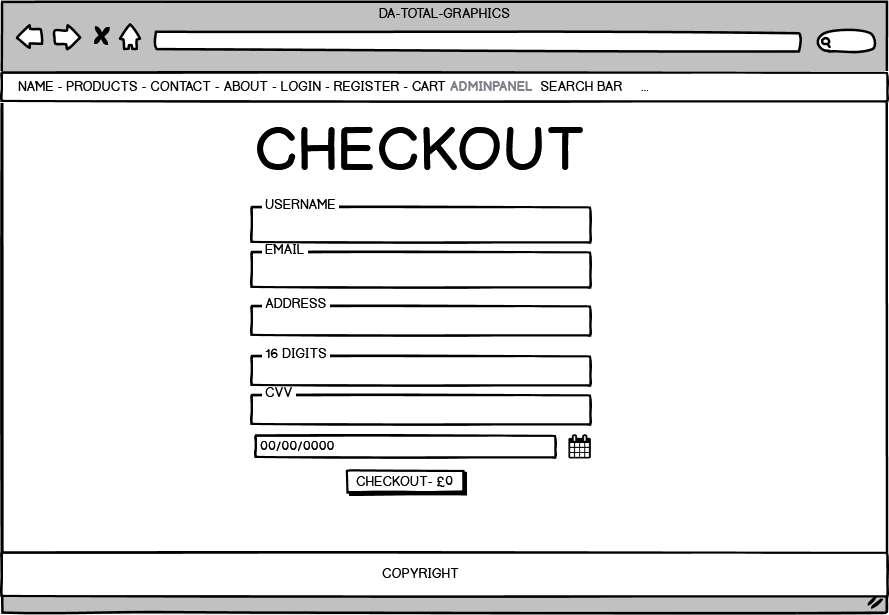 DA-TOTAL-GRAPHICS
NAME - PRODUCTS - CONTACT - ABOUT - LOGIN - REGISTER - CART ADMINPANEL SEARCH BAR ...
CHECKOUT
USERNAME
EMAIL
ADDRESS
16 DIGITS
CVV
00/00/0000
CHECKOUT- £0
COPYRIGHT